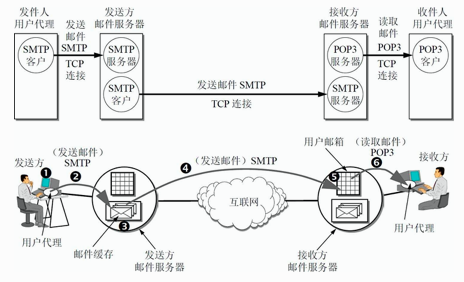 发件人
用户代理
发送
邮件
SMTP
发送方
邮件服务器
接收方
邮件服务器
读取
邮件
POP3
收件人
用户代理
SMTP
客户
TCP
连接
SMTP
服务器
SMTP
客户
发送邮件 SMTP
TCP 连接
POP3
服务器
SMTP
服务器
TCP
连接
POP3
客户
发送方
(发送邮件)
SMTP
(发送邮件) SMTP
用户邮箱
(读取邮件)
POP3
接收方
1
2
3
4
5
6
互联网
用户代理
邮件缓存
发送方
邮件服务器
接收方
邮件服务器
用户代理